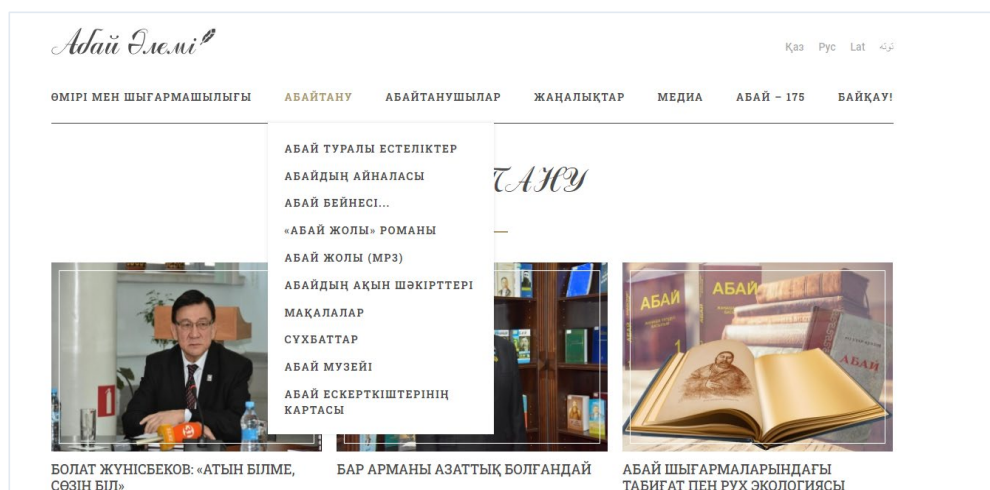 Абай Әлемі
Қаз Рус Lat توته
ӨМІРІ МЕН ШЫҒАРМАШЫЛЫҒЫ АБАЙТАНУ АБАЙТАНУШЫЛАР ЖАҢАЛЫҚТАР МЕДИА АБАЙ – 175 БАЙҚАУ!
АБАЙ ТУРАЛЫ ЕСТЕЛІКТЕР
АБАЙДЫҢ АЙНАЛАСЫ
АБАЙ БЕЙНЕСІ...
«АБАЙ ЖОЛЫ» РОМАНЫ
АБАЙ ЖОЛЫ (MP3)
АБАЙДЫҢ АҚЫН ШӘКІРТТЕРІ
МАҚАЛАЛАР
СҰХБАТТАР
АБАЙ МУЗЕЙІ
АБАЙ ЕСКЕРТКІШТЕРІНІҢ
КАРТАСЫ
ТАНУ
АБАЙ
1
АБАЙ
АБАЙ
БОЛАТ ЖҮНІСБЕКОВ: «АТЫН БІЛМЕ,
СӨЗІН БІЛ»
БАР АРМАНЫ АЗАТТЫҚ БОЛҒАНДАЙ
АБАЙ ШЫҒАРМАЛАРЫНДАҒЫ
ТАБИҒАТ ПЕН РУХ ЭКОЛОГИЯСЫ